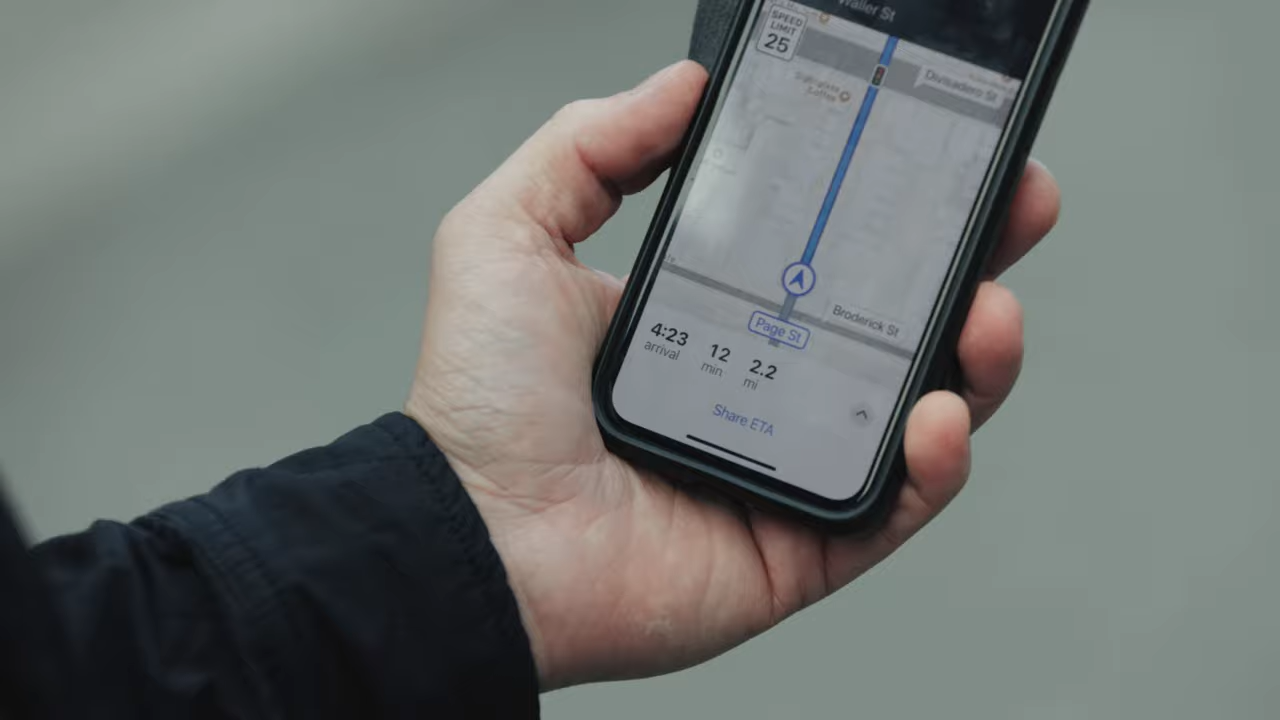 Waller St
SPEED
LIMIT
25
Divisadero St
Broderick St
Page St
4:23
arrival
12
min
2.2
mi
Share ETA